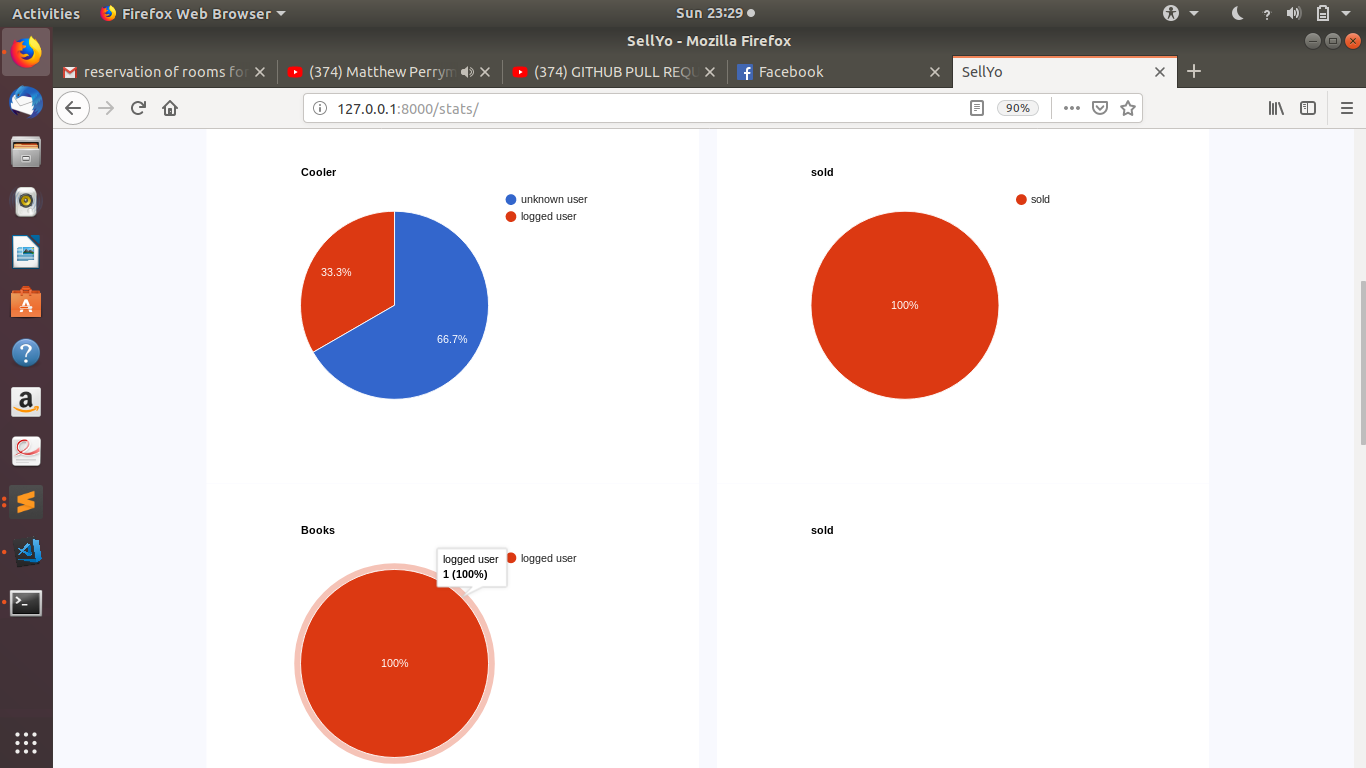 Activities
Firefox Web Browser
Sun 23:29
?
SellYo - Mozilla Firefox
reservation of rooms for
(374) Matthew Perrym
(374) GITHUB PULL REQU
Facebook
SellYo
127.0.0.1:8000/stats/
90%
Cooler
unknown user
logged user
33.3%
66.7%
sold
sold
100%
Books
logged user
logged user
1 (100%)
100%
sold